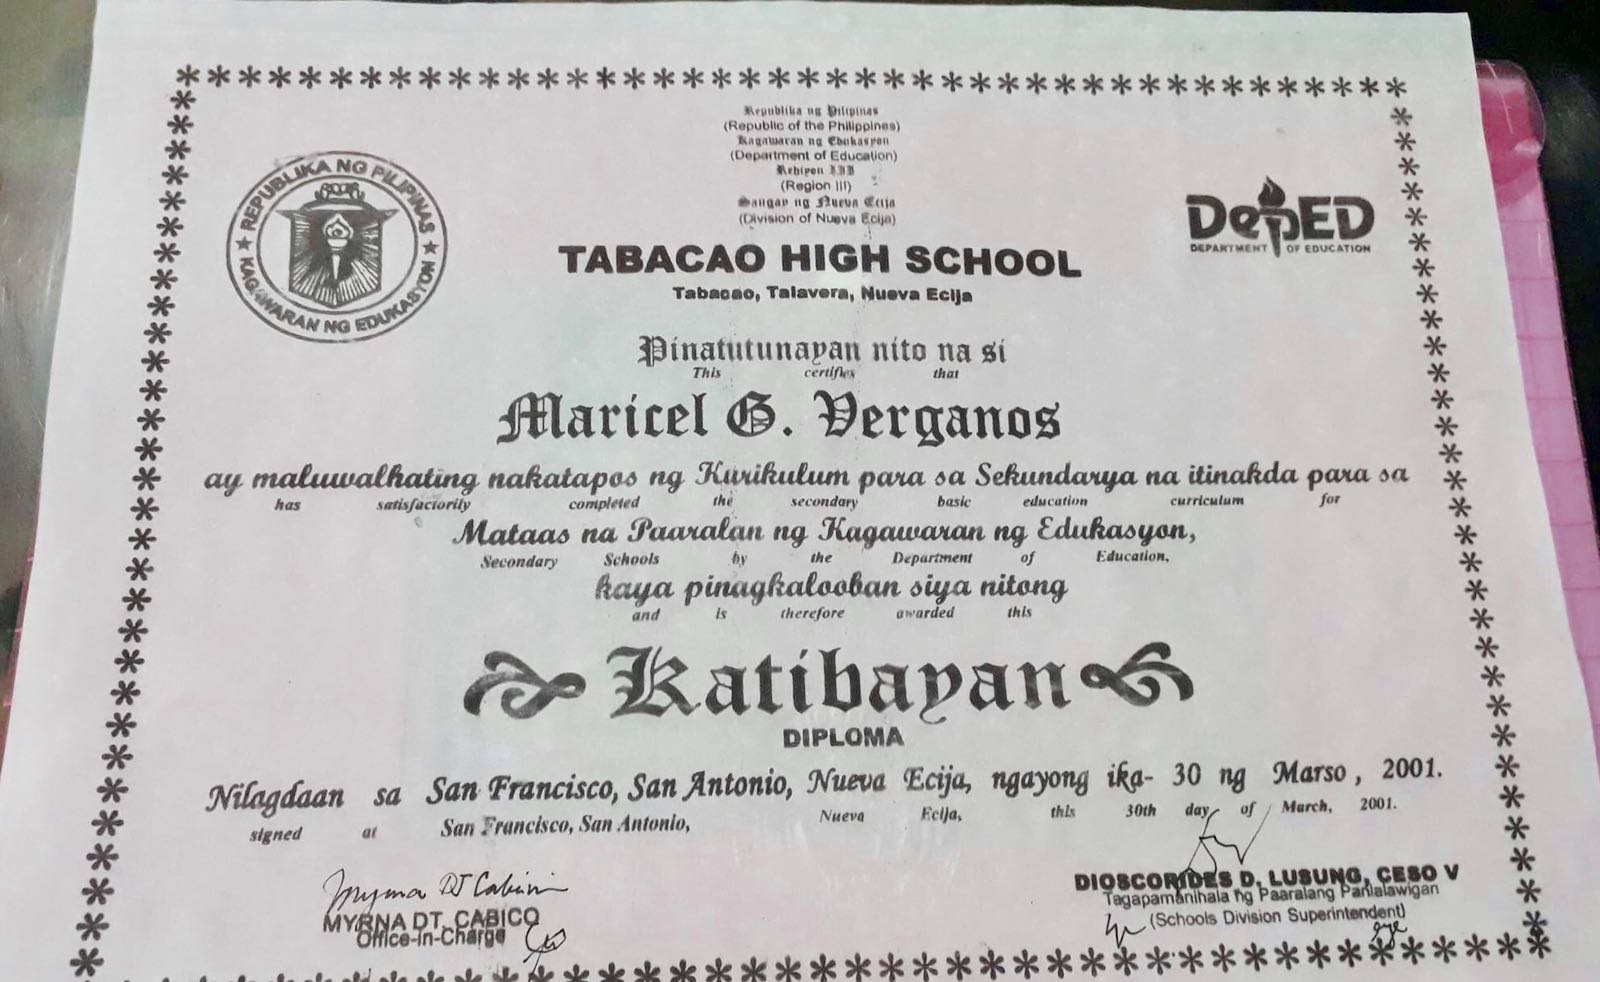 Republika ng Pilipinas
(Republic of the Philippines)
Kagawaran ng Edukasyon
(Department of Education)
Rehiyon III
(Region III)
Sangay ng Nueva Ecija
(Division of Nueva Ecija)
REPUBLIKA NG PILIPINAS
KAGAWARAN NG EDUKASYON
DepED
DEPARTMENT OF EDUCATION
TABACAO HIGH SCHOOL
Tabacao, Talavera, Nueva Ecija
Pinatutunayan nito na si
This certifies that
Maricel G. Verganos
ay maluwalhating nakatapos ng Kurikulum para sa Sekundarya na itinakda para sa
has satisfactorily completed the secondary basic education curriculum for
Mataas na Paaralan ng Kagawaran ng Edukasyon,
Secondary Schools by the Department of Education,
kaya pinagkalooban siya nitong
and is therefore awarded this
Katibayan
DIPLOMA
Nilagdaan sa San Francisco, San Antonio, Nueva Ecija, ngayong ika- 30 ng Marso, 2001.
signed at San Francisco, San Antonio, Nueva Ecija, this 30th day of March, 2001.
MYRNA DT. CABICO
Office-in-Charge
DIOSCORIDES D. LUSUNG, CESO V
Tagapamanihala ng Paaralang Panlalawigan
(Schools Division Superintendent)